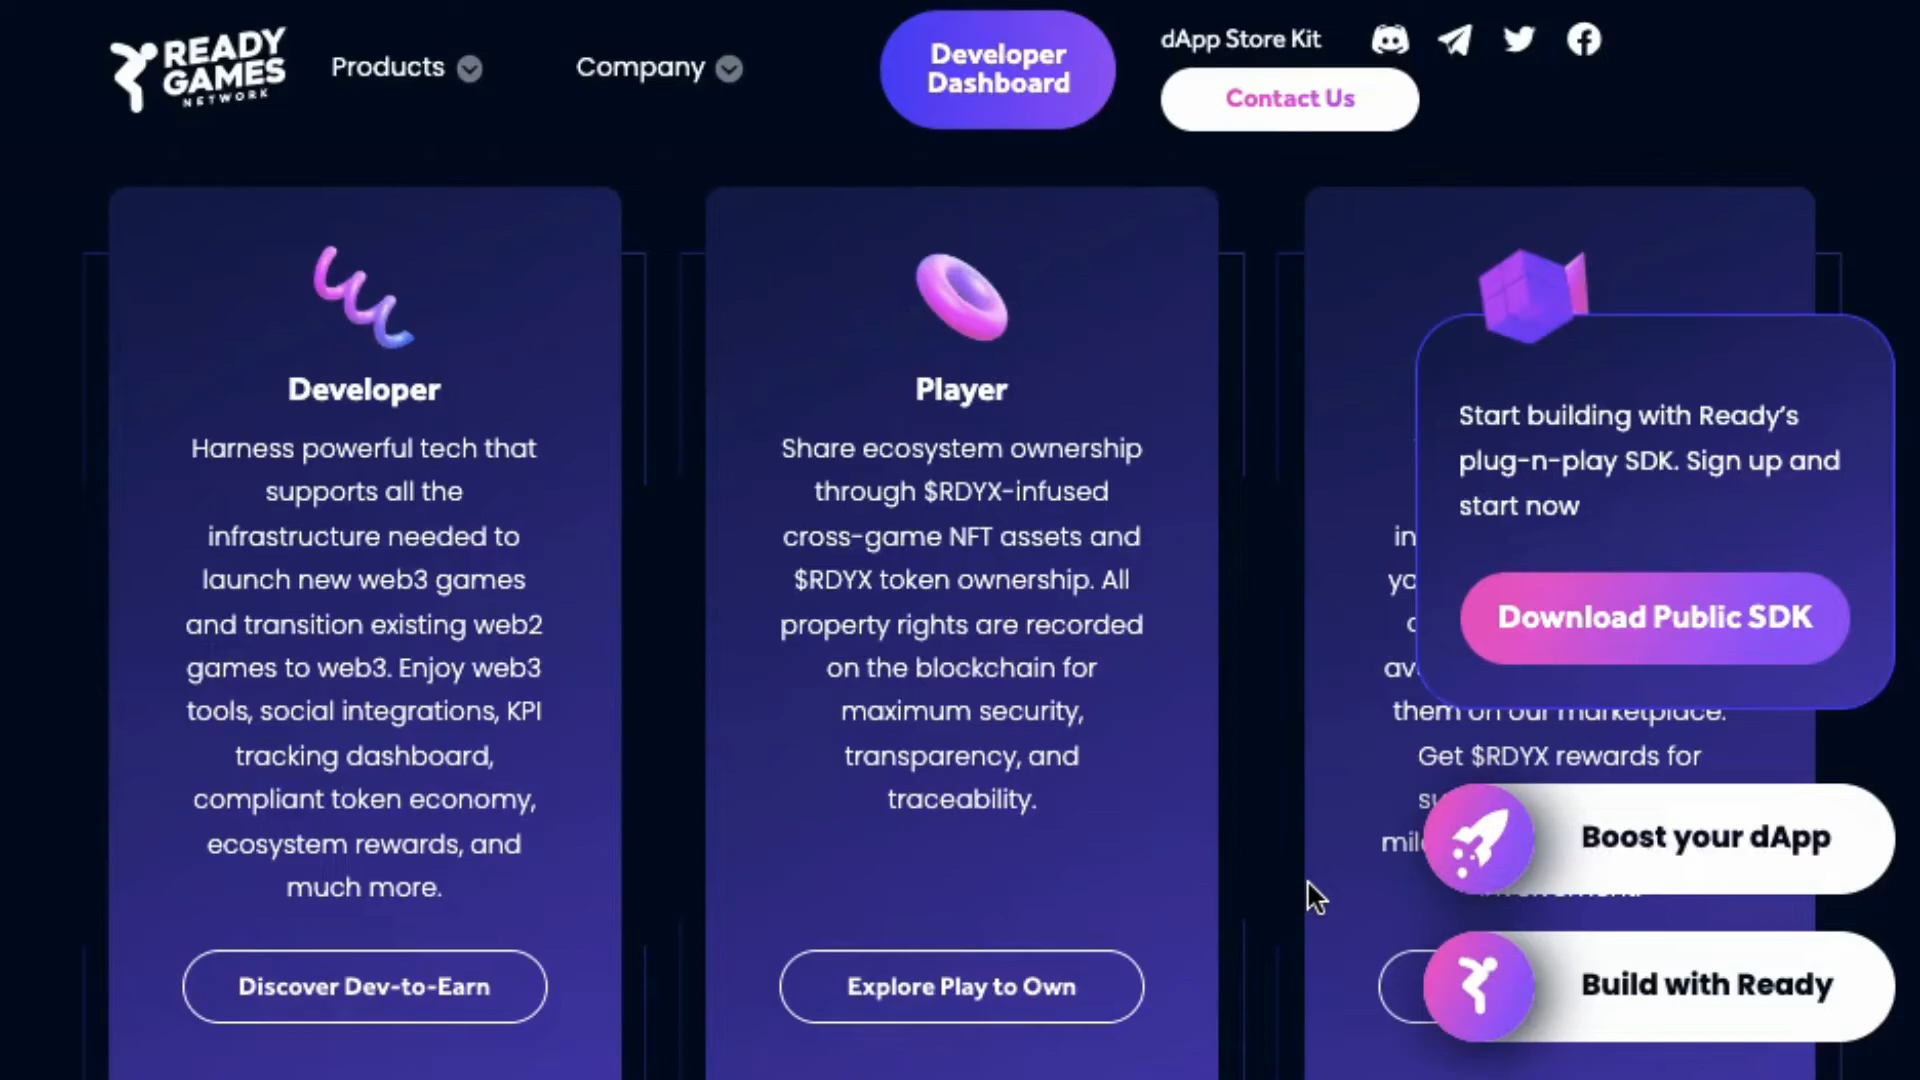 READY
GAMES
NETWORK
Products
Company
Developer
Dashboard
dApp Store Kit
Contact Us
Developer
Harness powerful tech that
supports all the
infrastructure needed to
launch new web3 games
and transition existing web2
games to web3. Enjoy web3
tools, social integrations, KPI
tracking dashboard,
compliant token economy,
ecosystem rewards, and
much more.
Discover Dev-to-Earn
Player
Share ecosystem ownership
through $RDYX-infused
cross-game NFT assets and
$RDYX token ownership. All
property rights are recorded
on the blockchain for
maximum security,
transparency, and
traceability.
Explore Play to Own
them on our marketplace.
Get $RDYX rewards for
Start building with Ready's
plug-n-play SDK. Sign up and
start now
Download Public SDK
Boost your dApp
Build with Ready